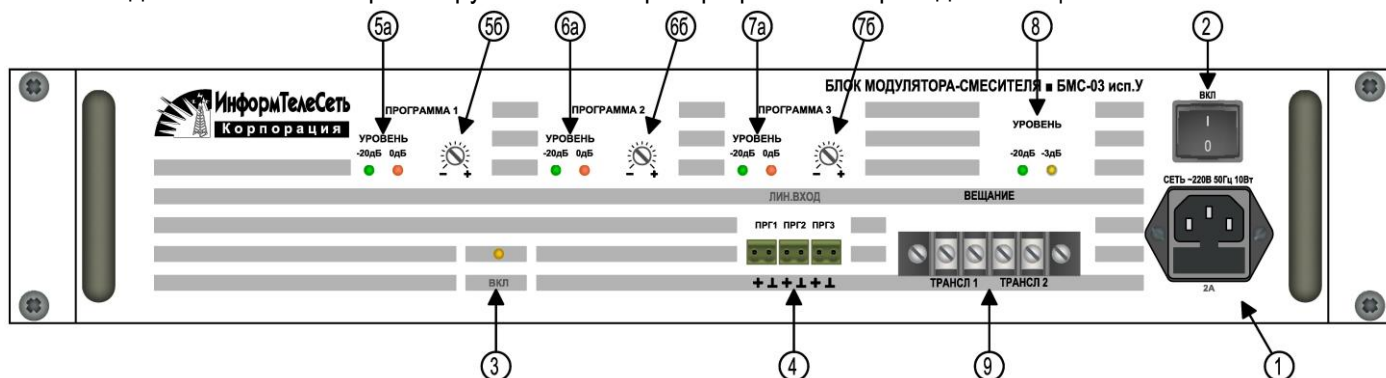 5а 5б 6а 6б 7а 7б 8 2
БЛОК МОДУЛЯТОРА-СМЕСИТЕЛЯ ■ БМС-03 исп.У
ИнформТелеСеть
Корпорация
ПРОГРАММА 1 ПРОГРАММА 2 ПРОГРАММА 3
ВКЛ
УРОВЕНЬ УРОВЕНЬ УРОВЕНЬ УРОВЕНЬ
-20дБ 0дБ -20дБ 0дБ -20дБ 0дБ -20дБ -3дБ
I
0
- + - + - +
СЕТЬ ~220В 50Гц 10Вт
ЛИН.ВХОД ВЕЩАНИЕ
ПРГ1 ПРГ2 ПРГ3
ВКЛ
+ ⊥ + ⊥ + ⊥
ТРАНСЛ 1 ТРАНСЛ 2
2А
3 4 9 1